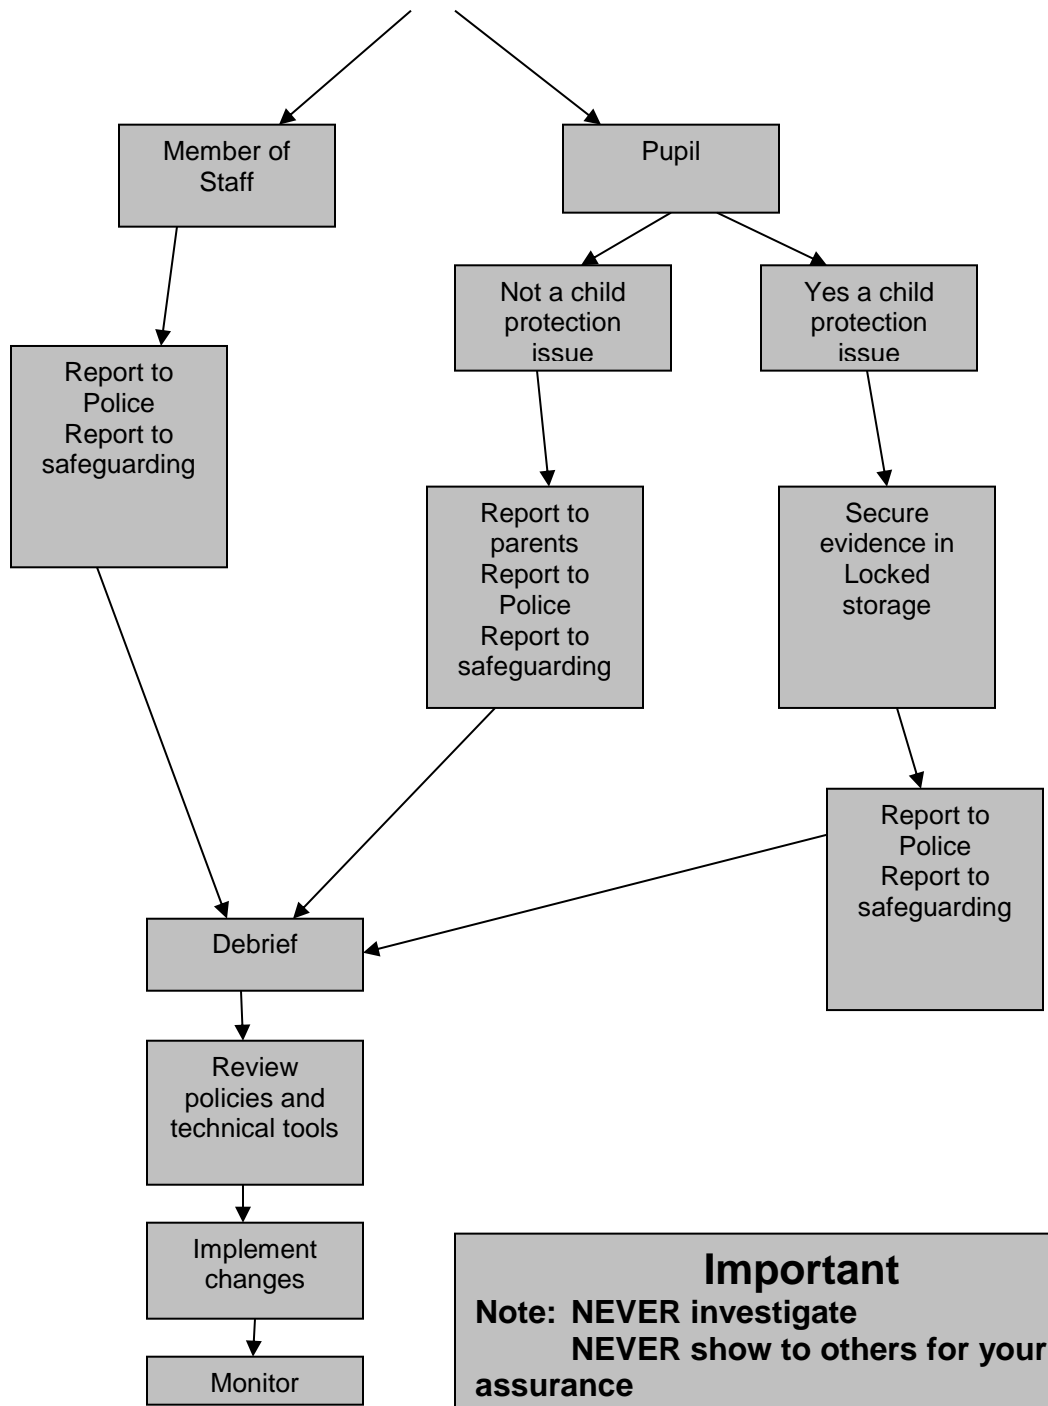 Member of
Staff
Pupil
Not a child
protection
issue
Yes a child
protection
issue
Report to
Police
Report to
safeguarding
Report to
parents
Report to
Police
Report to
safeguarding
Secure
evidence in
Locked
storage
Report to
Police
Report to
safeguarding
Debrief
Review
policies and
technical tools
Implement
changes
Monitor
Important
Note: NEVER investigate
NEVER show to others for your
assurance